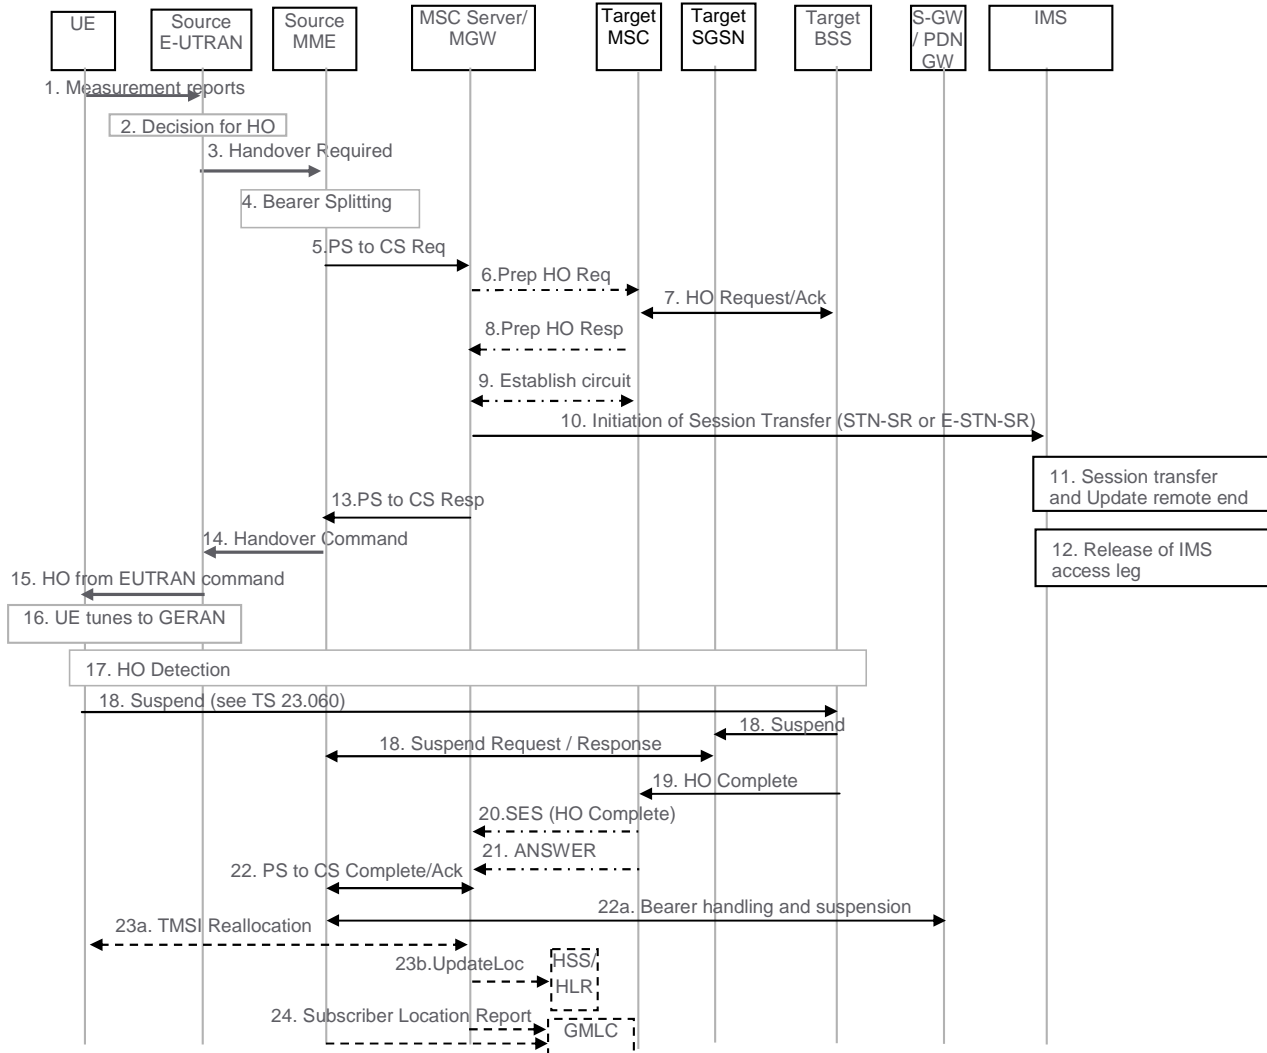 UE
Source
E-UTRAN
Source
MME
MSC Server/
MGW
Target
MSC
Target
SGSN
Target
BSS
S-GW
/ PDN
GW
IMS
1. Measurement reports
2. Decision for HO
3. Handover Required
4. Bearer Splitting
5.PS to CS Req
6.Prep HO Req
7. HO Request/Ack
8.Prep HO Resp
9. Establish circuit
10. Initiation of Session Transfer (STN-SR or E-STN-SR)
11. Session transfer
and Update remote end
13.PS to CS Resp
14. Handover Command
12. Release of IMS
access leg
15. HO from EUTRAN command
16. UE tunes to GERAN
17. HO Detection
18. Suspend (see TS 23.060)
18. Suspend
18. Suspend Request / Response
19. HO Complete
20.SES (HO Complete)
21. ANSWER
22. PS to CS Complete/Ack
22a. Bearer handling and suspension
23a. TMSI Reallocation
23b.UpdateLoc
HSS/
HLR
24. Subscriber Location Report
GMLC